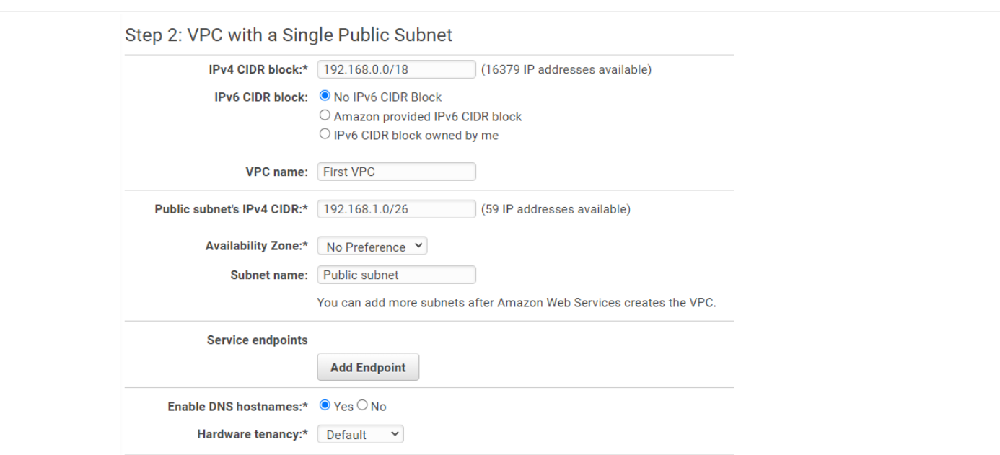 Step 2: VPC with a Single Public Subnet
IPv4 CIDR block:* 192.168.0.0/18 (16379 IP addresses available)
IPv6 CIDR block: No IPv6 CIDR Block
Amazon provided IPv6 CIDR block
IPv6 CIDR block owned by me
VPC name: First VPC
Public subnet's IPv4 CIDR:* 192.168.1.0/26 (59 IP addresses available)
Availability Zone:* No Preference
Subnet name: Public subnet
You can add more subnets after Amazon Web Services creates the VPC.
Service endpoints
Add Endpoint
Enable DNS hostnames:* Yes No
Hardware tenancy:* Default